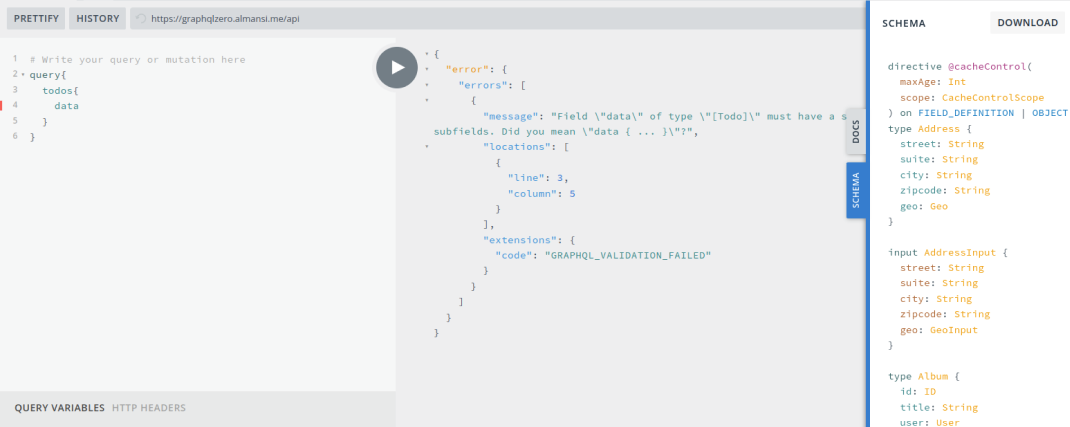 PRETTIFY HISTORY https://graphqlzero.almansi.me/api
1 # Write your query or mutation here
2 query{
3 todos{
4 data
5 }
6 }
QUERY VARIABLES HTTP HEADERS
{
"error": {
"errors": [
{
"message": "Field \"data\" of type \"[Todo]\" must have a s
subfields. Did you mean \"data { ... }\"?",
"locations": [
{
"line": 3,
"column": 5
}
],
"extensions": {
"code": "GRAPHQL_VALIDATION_FAILED"
}
}
]
}
}
DOCS
SCHEMA
SCHEMA DOWNLOAD
directive @cacheControl(
maxAge: Int
scope: CacheControlScope
) on FIELD_DEFINITION | OBJECT
type Address {
street: String
suite: String
city: String
zipcode: String
geo: Geo
}
input AddressInput {
street: String
suite: String
city: String
zipcode: String
geo: GeoInput
}
type Album {
id: ID
title: String
user: User